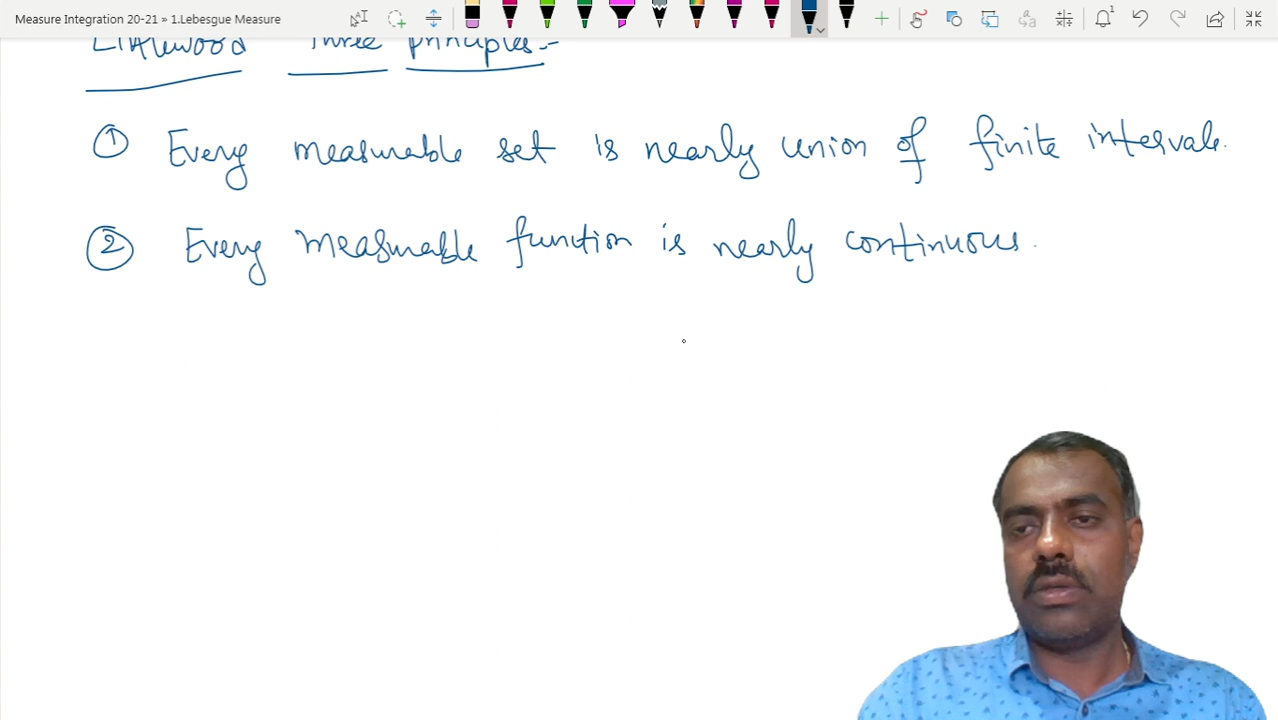 Measure Integration 20-21 » 1.Lebesgue Measure
Littlewood Three principles:-
① Every measurable set is nearly union of finite intervals.
② Every measurable function is nearly continuous.